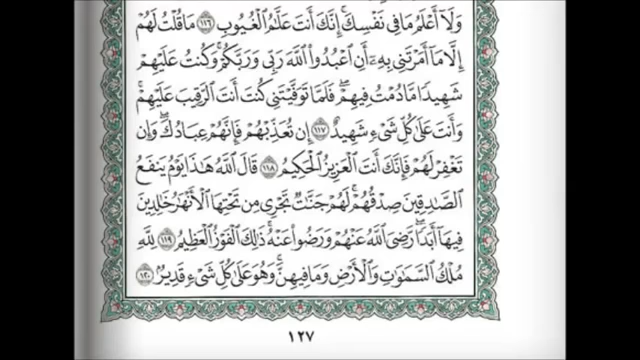 وَلَآ أَعْلَمُ مَا فِى نَفْسِكَ ۚ إِنَّكَ أَنتَ عَلَّٰمُ ٱلْغُيُوبِ ١١٦ مَا قُلْتُ لَهُمْ
إِلَّا مَآ أَمَرْتَنِى بِهِۦٓ أَنِ ٱعْبُدُوا۟ ٱللَّهَ رَبِّى وَرَبَّكُمْ ۚ وَكُنتُ عَلَيْهِمْ
شَهِيدًا مَّا دُمْتُ فِيهِمْ ۖ فَلَمَّا تَوَفَّيْتَنِى كُنتَ أَنتَ ٱلرَّقِيبَ عَلَيْهِمْ ۚ
وَأَنتَ عَلَىٰ كُلِّ شَىْءٍ شَهِيدٌ ١١٧ إِن تُعَذِّبْهُمْ فَإِنَّهُمْ عِبَادُكَ ۖ وَإِن
تَغْفِرْ لَهُمْ فَإِنَّكَ أَنتَ ٱلْعَزِيزُ ٱلْحَكِيمُ ١١٨ قَالَ ٱللَّهُ هَٰذَا يَوْمُ يَنفَعُ
ٱلصَّٰدِقِينَ صِدْقُهُمْ ۚ لَهُمْ جَنَّٰتٌ تَجْرِى مِن تَحْتِهَا ٱلْأَنْهَٰرُ خَٰلِدِينَ
فِيهَآ أَبَدًا ۚ رَّضِىَ ٱللَّهُ عَنْهُمْ وَرَضُوا۟ عَنْهُ ۚ ذَٰلِكَ ٱلْفَوْزُ ٱلْعَظِيمُ ١١٩ لِلَّهِ
مُلْكُ ٱلسَّمَٰوَٰتِ وَٱلْأَرْضِ وَمَا فِيهِنَّ ۚ وَهُوَ عَلَىٰ كُلِّ شَىْءٍ قَدِيرٌۢ ١٢٠
١٢٧